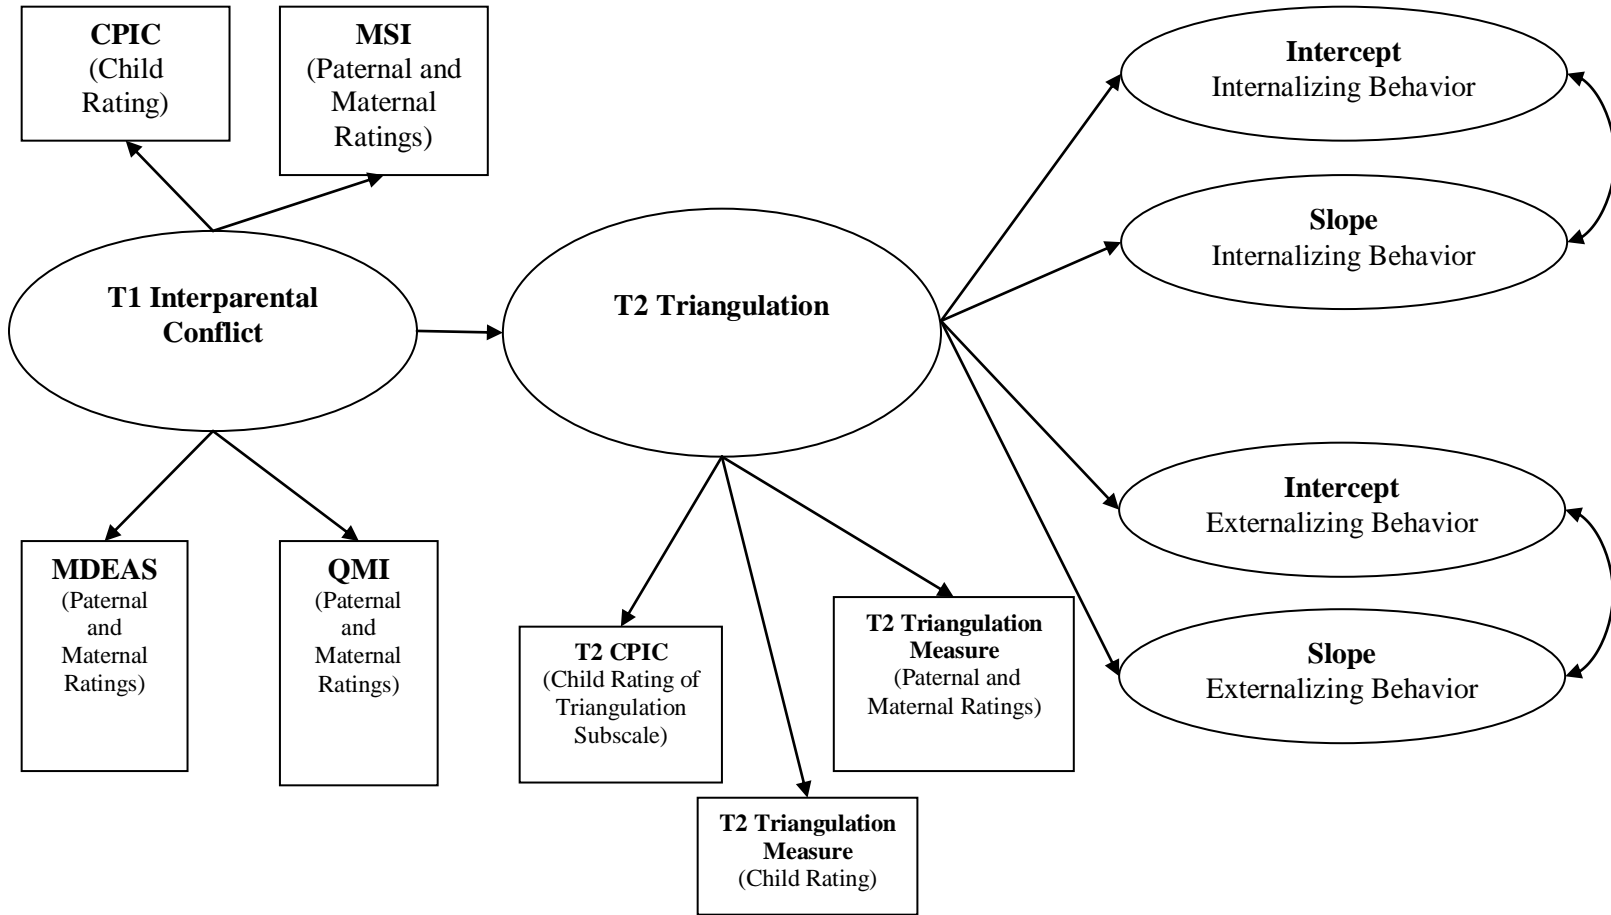 CPIC
(Child
Rating)
MSI
(Paternal and
Maternal
Ratings)
Intercept
Internalizing Behavior
Slope
Internalizing Behavior
T1 Interparental
Conflict
T2 Triangulation
Intercept
Externalizing Behavior
Slope
Externalizing Behavior
MDEAS
(Paternal
and
Maternal
Ratings)
QMI
(Paternal
and
Maternal
Ratings)
T2 CPIC
(Child Rating of
Triangulation
Subscale)
T2 Triangulation
Measure
(Paternal and
Maternal Ratings)
T2 Triangulation
Measure
(Child Rating)